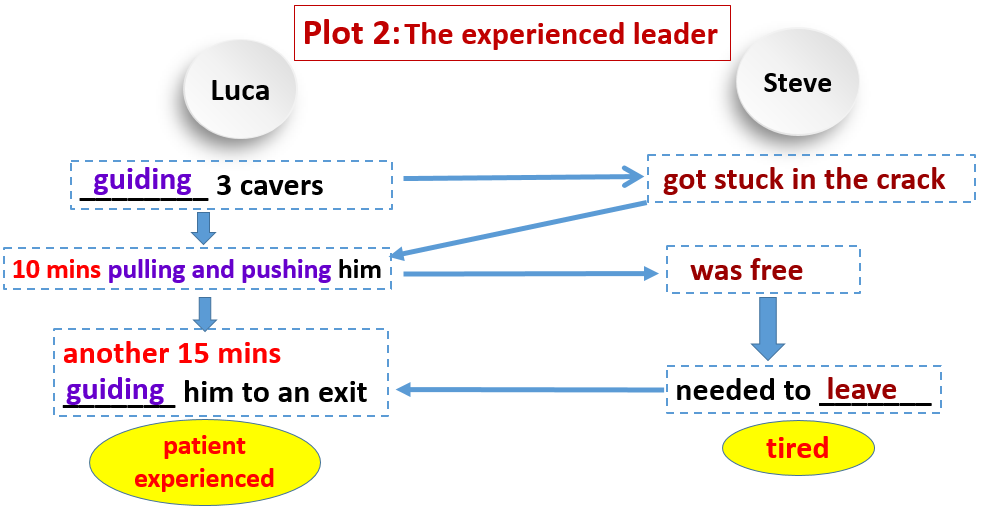 Plot 2: The experienced leader
Luca
Steve
guiding 3 cavers
got stuck in the crack
10 mins pulling and pushing him
was free
another 15 mins
guiding him to an exit
needed to leave
patient
experienced
tired